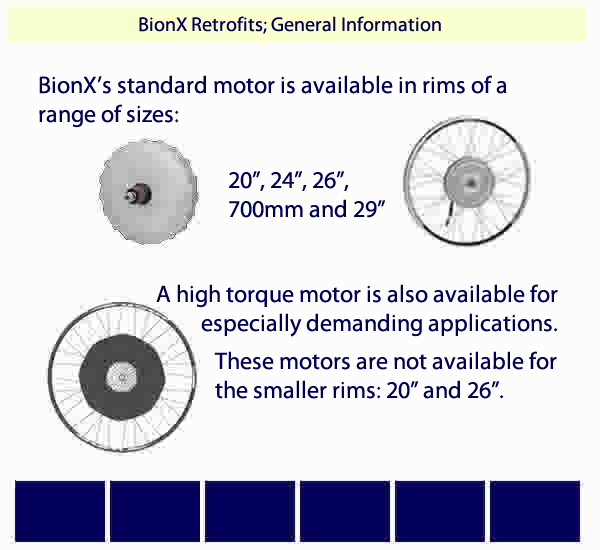 BionX Retrofits; General Information
BionX’s standard motor is available in rims of a
range of sizes:
20”, 24”, 26”,
700mm and 29”
A high torque motor is also available for
especially demanding applications.
These motors are not available for
the smaller rims: 20” and 26”.